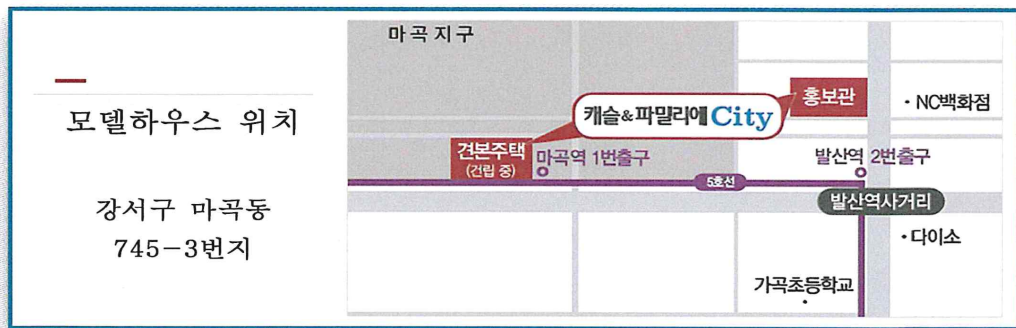 모델하우스 위치
강서구 마곡동
745-3번지
마곡지구
캐슬&파밀리에 City
홍보관
• NC백화점
견본주택
(건립 중)
마곡역 1번출구
발산역 2번출구
5호선
발산역사거리
• 다이소
가곡초등학교